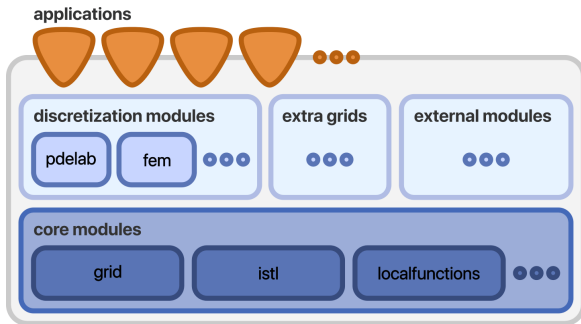 applications
discretization modules
extra grids
external modules
pdelab
fem
core modules
grid
istl
localfunctions